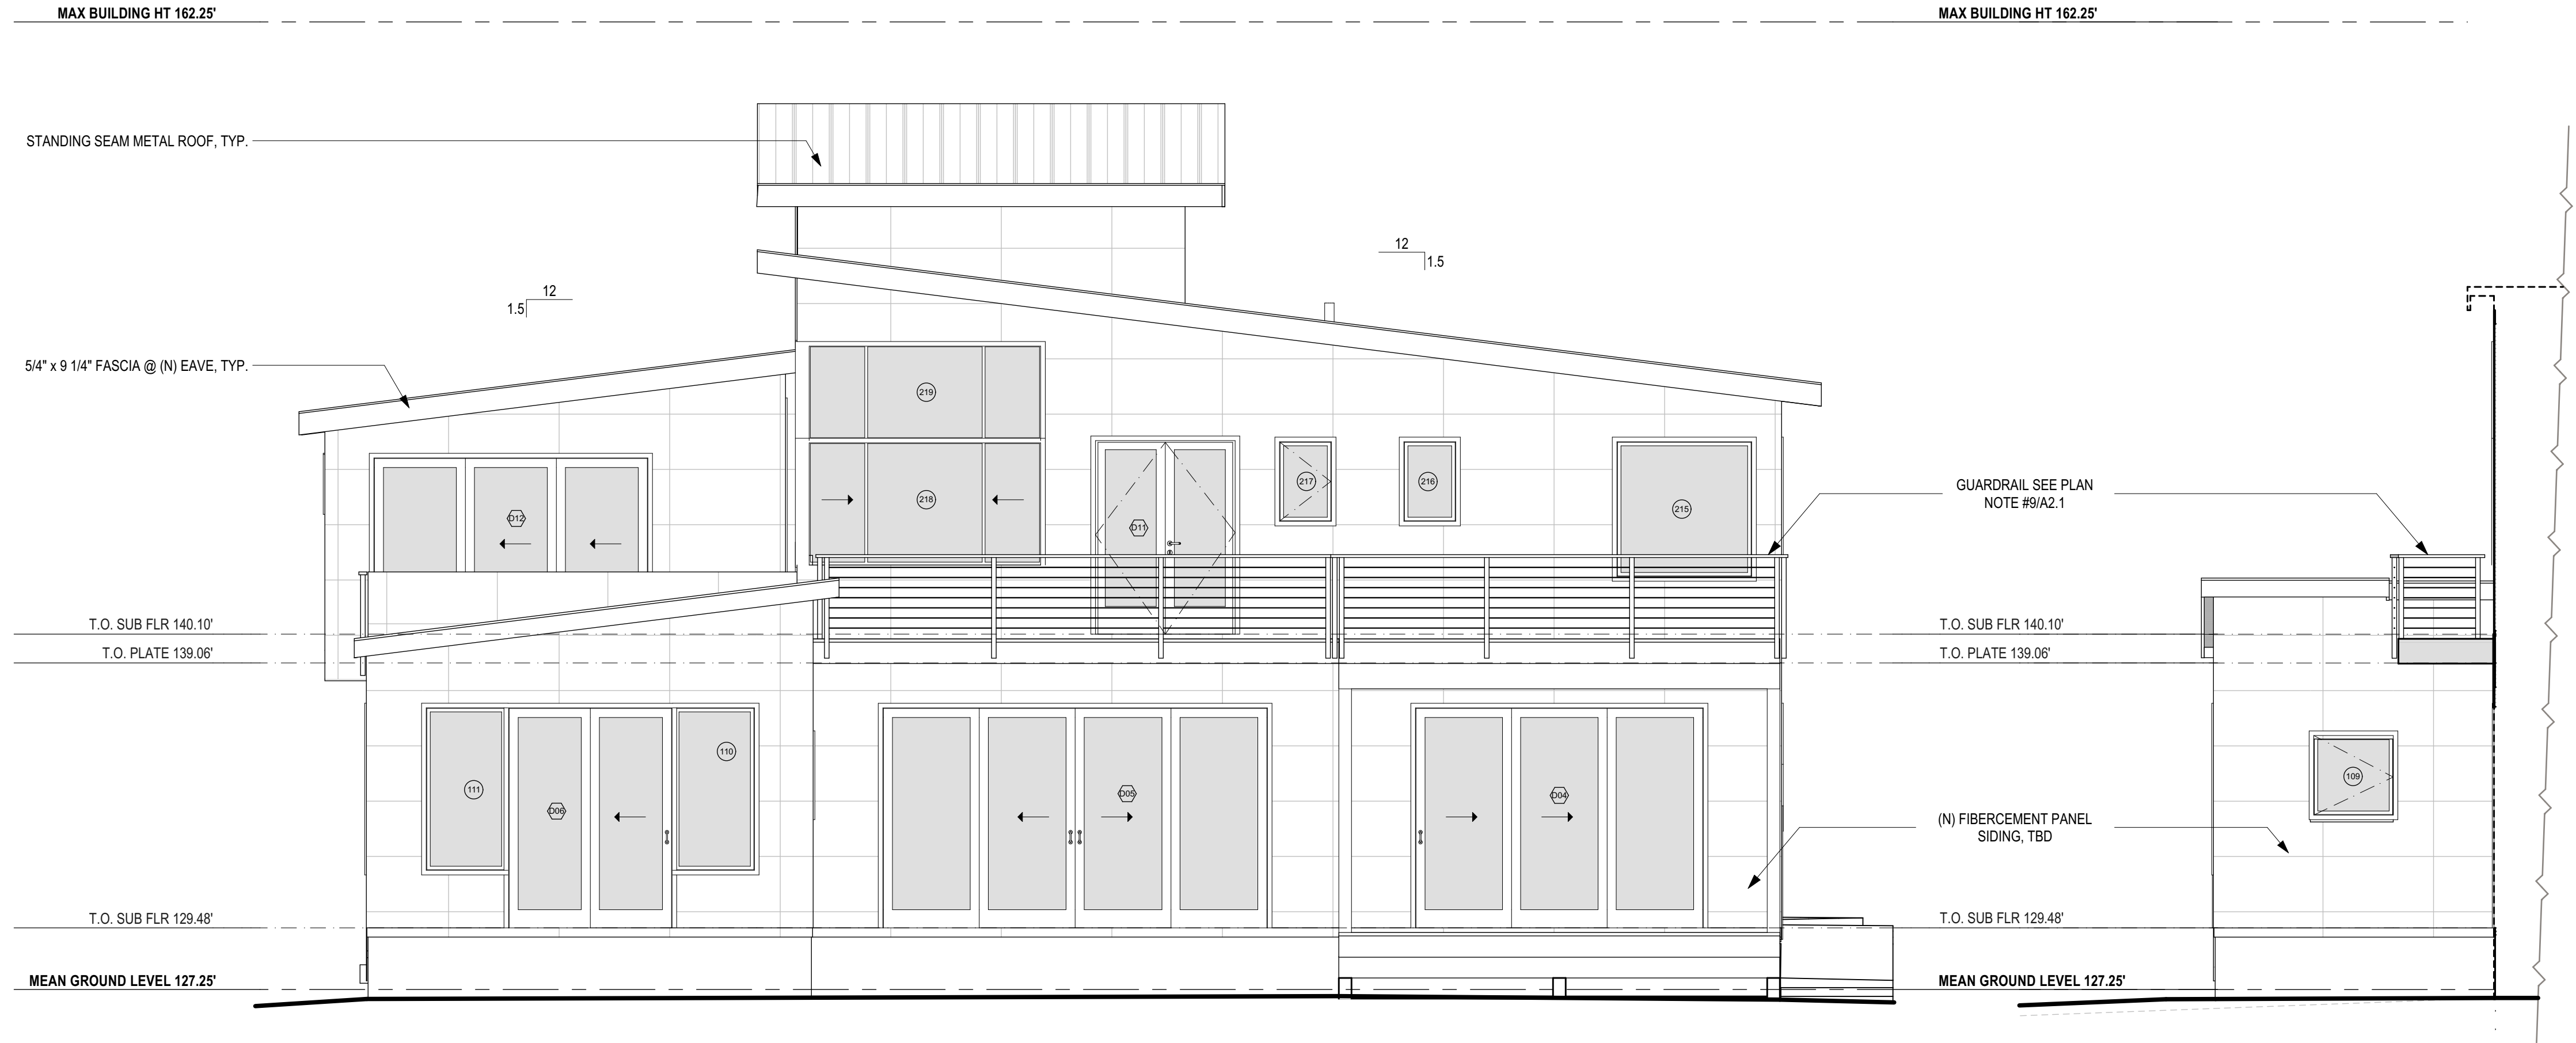 MAX BUILDING HT 162.25'
MAX BUILDING HT 162.25'
STANDING SEAM METAL ROOF, TYP.
12
1.5
12
1.5
5/4" x 9 1/4" FASCIA @ (N) EAVE, TYP.
219
218
D12
D11
217
216
215
GUARDRAIL SEE PLAN
NOTE #9/A2.1
T.O. SUB FLR 140.10'
T.O. SUB FLR 140.10'
T.O. PLATE 139.06'
T.O. PLATE 139.06'
111
D06
110
D05
D04
109
(N) FIBERCEMENT PANEL
SIDING, TBD
T.O. SUB FLR 129.48'
T.O. SUB FLR 129.48'
MEAN GROUND LEVEL 127.25'
MEAN GROUND LEVEL 127.25'